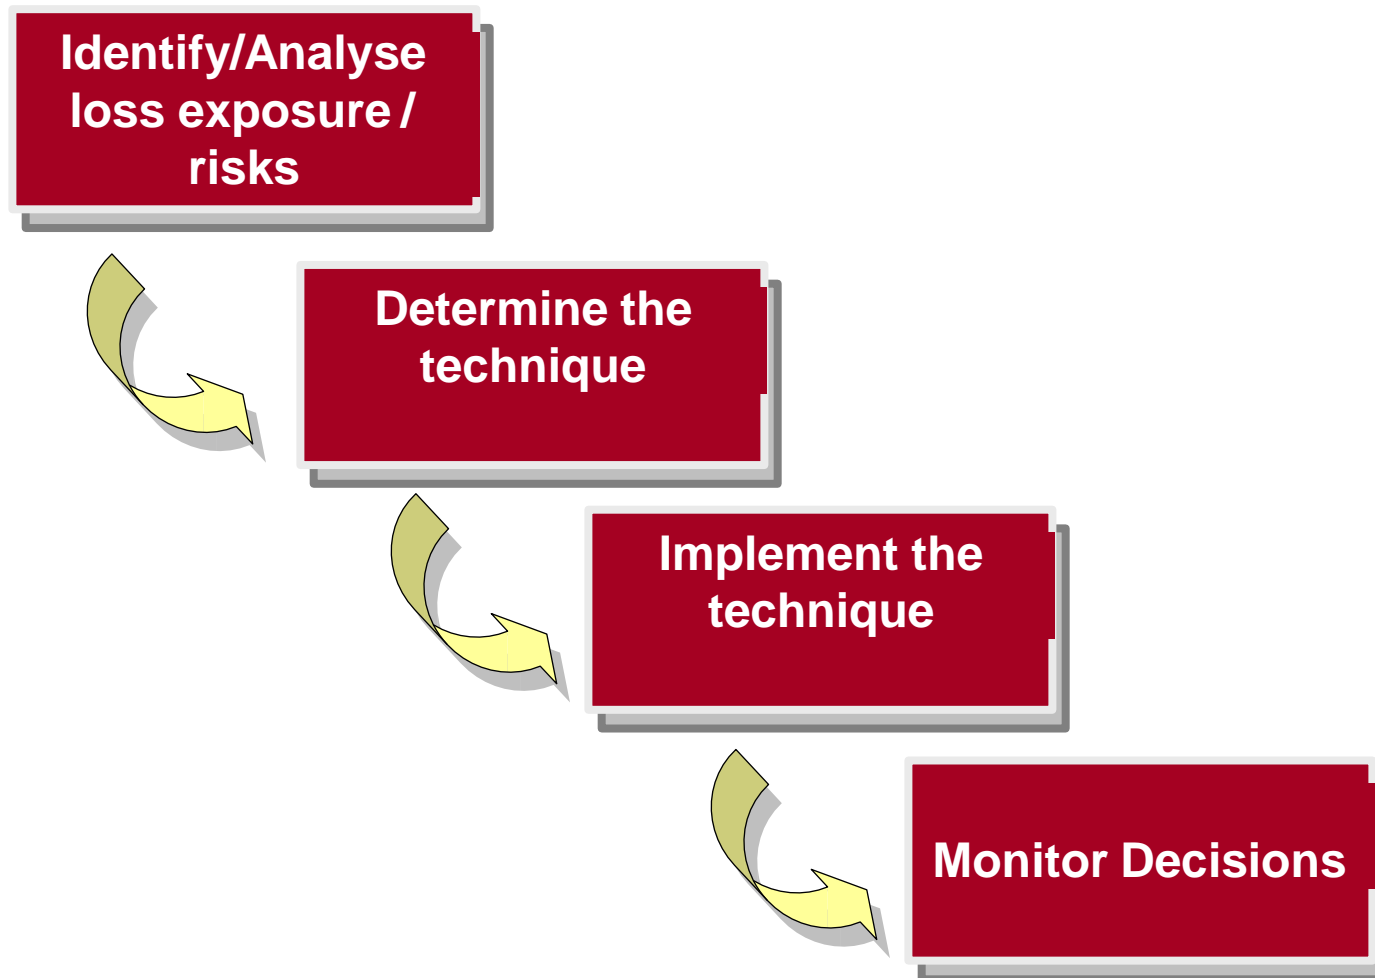 Identify/Analyse
loss exposure /
risks
Determine the
technique
Implement the
technique
Monitor Decisions